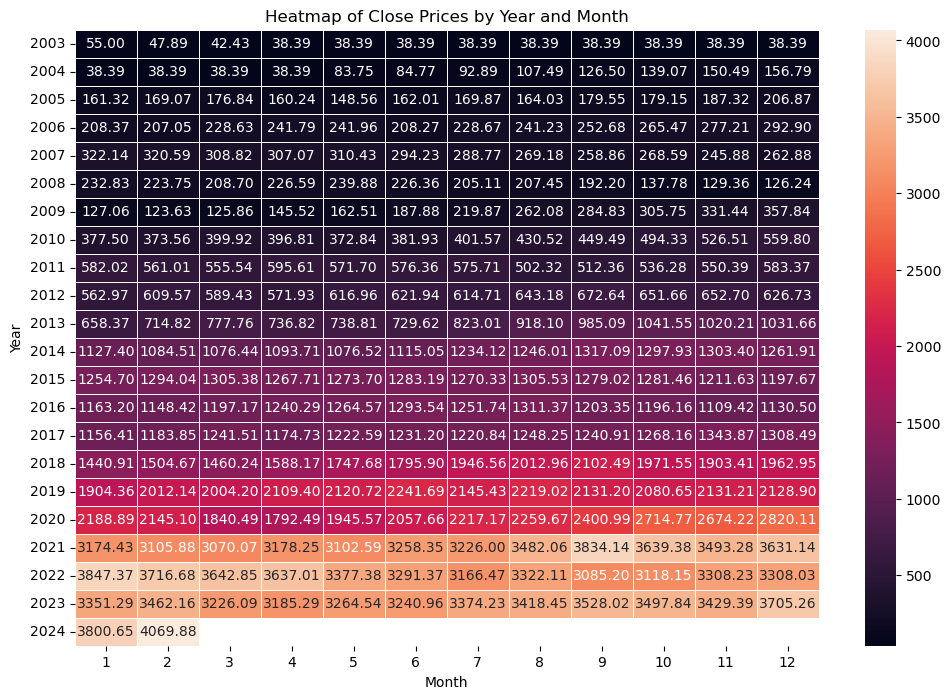 Heatmap of Close Prices by Year and Month
2003 55.00 47.89 42.43 38.39 38.39 38.39 38.39 38.39 38.39 38.39 38.39 38.39
2004 38.39 38.39 38.39 38.39 83.75 84.77 92.89 107.49 126.50 139.07 150.49 156.79
2005 161.32 169.07 176.84 160.24 148.56 162.01 169.87 164.03 179.55 179.15 187.32 206.87
2006 208.37 207.05 228.63 241.79 241.96 208.27 228.67 241.23 252.68 265.47 277.21 292.90
2007 322.14 320.59 308.82 307.07 310.43 294.23 288.77 269.18 258.86 268.59 245.88 262.88
2008 232.83 223.75 208.70 226.59 239.88 226.36 205.11 207.45 192.20 137.78 129.36 126.24
2009 127.06 123.63 125.86 145.52 162.51 187.88 219.87 262.08 284.83 305.75 331.44 357.84
2010 377.50 373.56 399.92 396.81 372.84 381.93 401.57 430.52 449.49 494.33 526.51 559.80
2011 582.02 561.01 555.54 595.61 571.70 576.36 575.71 502.32 512.36 536.28 550.39 583.37
2012 562.97 609.57 589.43 571.93 616.96 621.94 614.71 643.18 672.64 651.66 652.70 626.73
2013 658.37 714.82 777.76 736.82 738.81 729.62 823.01 918.10 985.09 1041.55 1020.21 1031.66
2014 1127.40 1084.51 1076.44 1093.71 1076.52 1115.05 1234.12 1246.01 1317.09 1297.93 1303.40 1261.91
2015 1254.70 1294.04 1305.38 1267.71 1273.70 1283.19 1270.33 1305.53 1279.02 1281.46 1211.63 1197.67
2016 1163.20 1148.42 1197.17 1240.29 1264.57 1293.54 1251.74 1311.37 1203.35 1196.16 1109.42 1130.50
2017 1156.41 1183.85 1241.51 1174.73 1222.59 1231.20 1220.84 1248.25 1240.91 1268.16 1343.87 1308.49
2018 1440.91 1504.67 1460.24 1588.17 1747.68 1795.90 1946.56 2012.96 2102.49 1971.55 1903.41 1962.95
2019 1904.36 2012.14 2004.20 2109.40 2120.72 2241.69 2145.43 2219.02 2131.20 2080.65 2131.21 2128.90
2020 2188.89 2145.10 1840.49 1792.49 1945.57 2057.66 2217.17 2259.67 2400.99 2714.77 2674.22 2820.11
2021 3174.43 3105.88 3070.07 3178.25 3102.59 3258.35 3226.00 3482.06 3834.14 3639.38 3493.28 3631.14
2022 3847.37 3716.68 3642.85 3637.01 3377.38 3291.37 3166.47 3322.11 3085.20 3118.15 3308.23 3308.03
2023 3351.29 3462.16 3226.09 3185.29 3264.54 3240.96 3374.23 3418.45 3528.02 3497.84 3429.39 3705.26
2024 3800.65 4069.88
1 2 3 4 5 6 7 8 9 10 11 12
Month
Year
4000
3500
3000
2500
2000
1500
1000
500